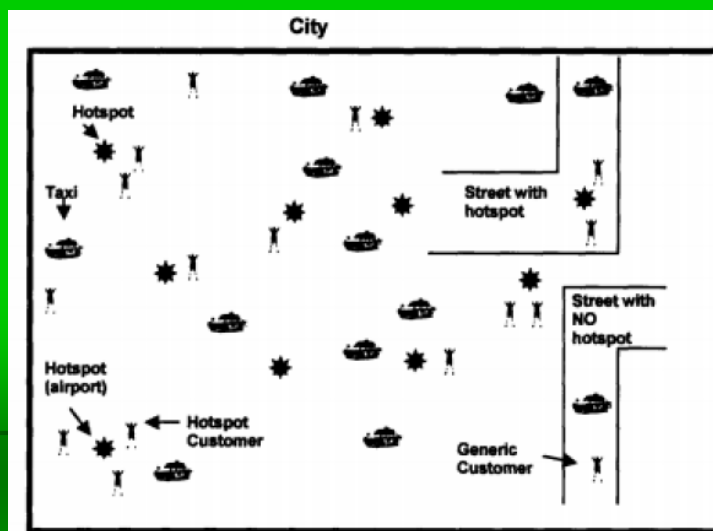 City
Hotspot
Taxi
Street with
hotspot
Street with
NO
hotspot
Hotspot
(airport)
Hotspot
Customer
Generic
Customer